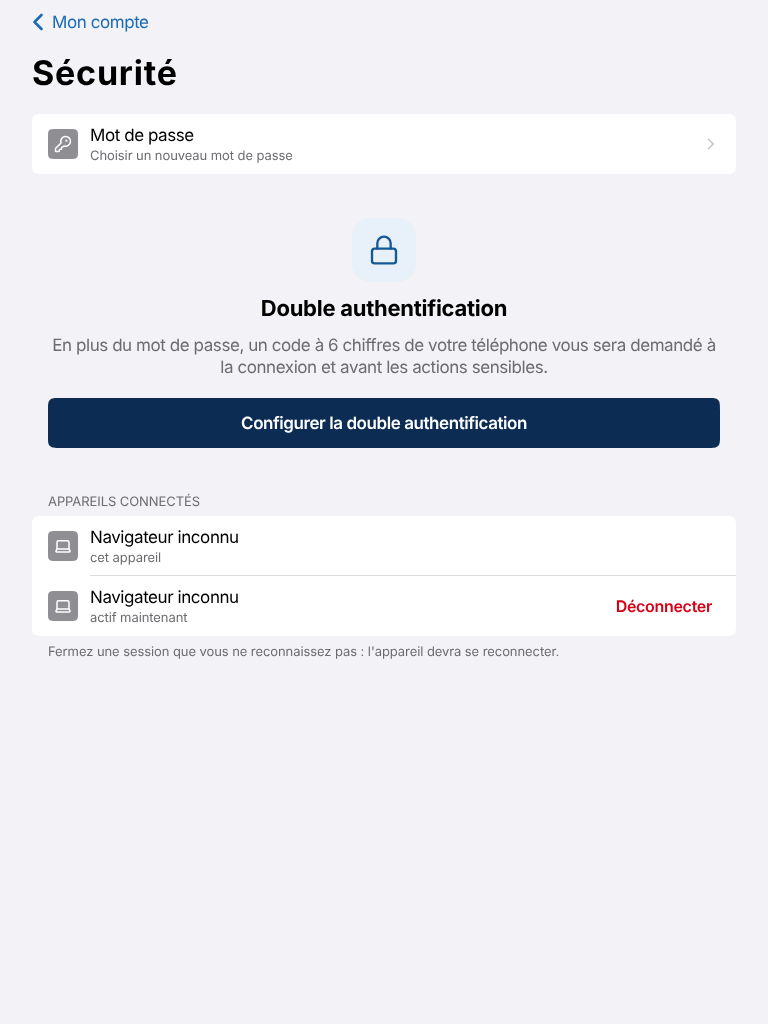 Mon compte
Sécurité
Mot de passe
Choisir un nouveau mot de passe
Double authentification
En plus du mot de passe, un code à 6 chiffres de votre téléphone vous sera demandé à
la connexion et avant les actions sensibles.
Configurer la double authentification
APPAREILS CONNECTÉS
Navigateur inconnu
cet appareil
Navigateur inconnu
actif maintenant
Déconnecter
Fermez une session que vous ne reconnaissez pas : l'appareil devra se reconnecter.